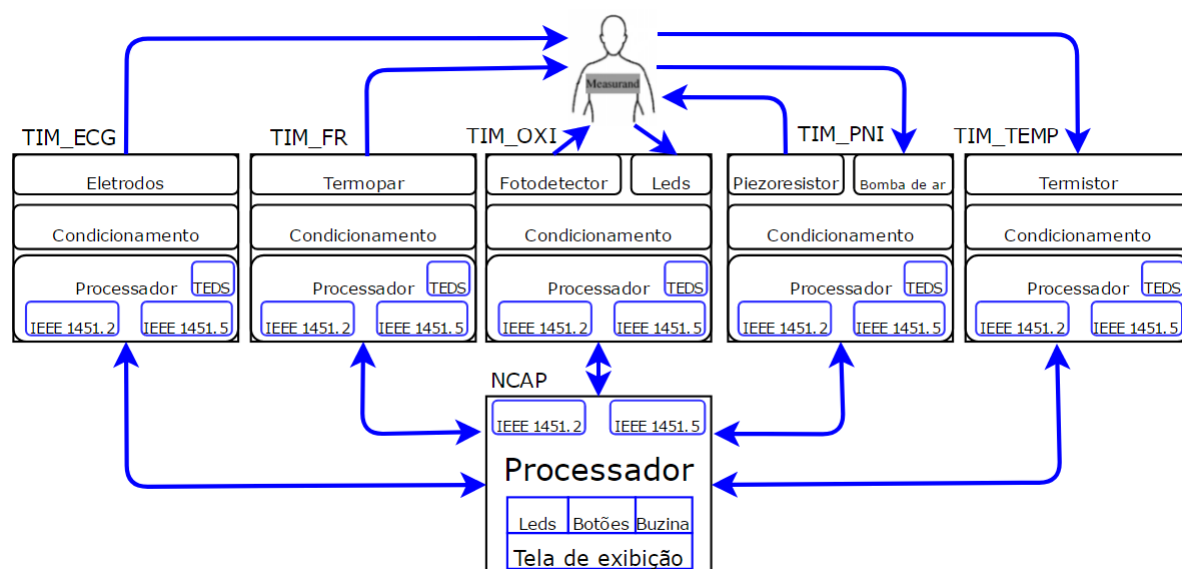 Measurand
TIM_ECG
TIM_FR
TIM_OXI
TIM_PNI
TIM_TEMP
Eletrodos
Termopar
Fotodetector
Leds
Piezoresistor
Bomba de ar
Termistor
Condicionamento
Condicionamento
Condicionamento
Condicionamento
Condicionamento
Processador
TEDS
IEEE 1451.2
IEEE 1451.5
Processador
TEDS
IEEE 1451.2
IEEE 1451.5
Processador
TEDS
IEEE 1451.2
IEEE 1451.5
Processador
TEDS
IEEE 1451.2
IEEE 1451.5
Processador
TEDS
IEEE 1451.2
IEEE 1451.5
NCAP
IEEE 1451.2
IEEE 1451.5
Processador
Leds
Botões
Buzina
Tela de exibição